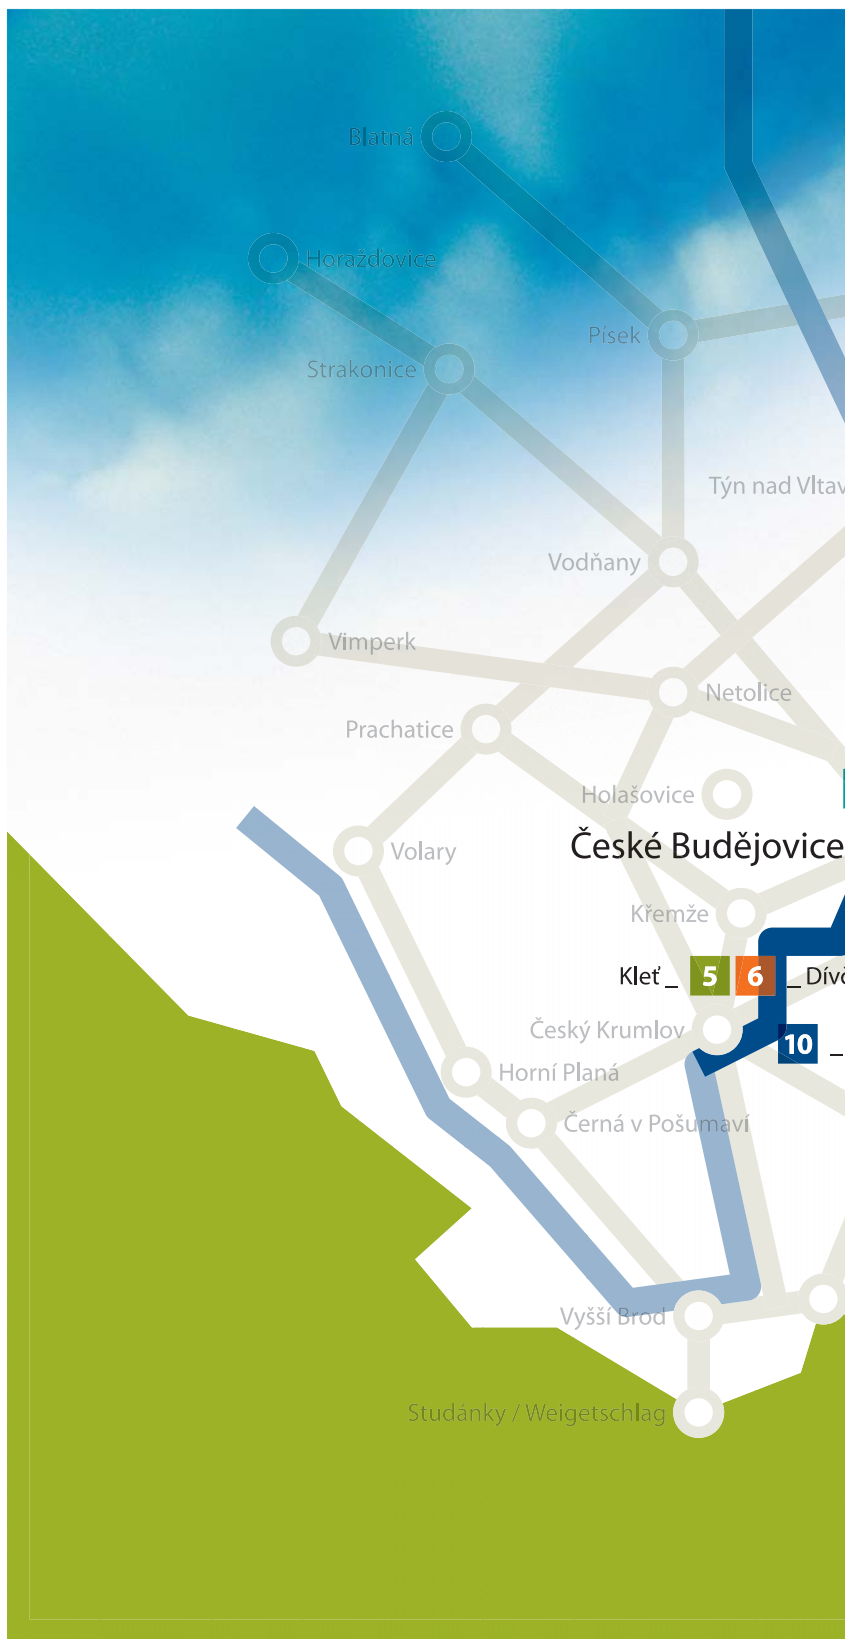 Blatná
Horažďovice
Písek
Strakonice
Týn nad Vltav
Vodňany
Vimperk
Netolice
Prachatice
Holašovice
České Budějovice
Volary
Křemže
Kleť _ 5 6 _ Dívč
Český Krumlov
10 _
Horní Planá
Černá v Pošumaví
Vyšší Brod
Studánky / Weigetschlag